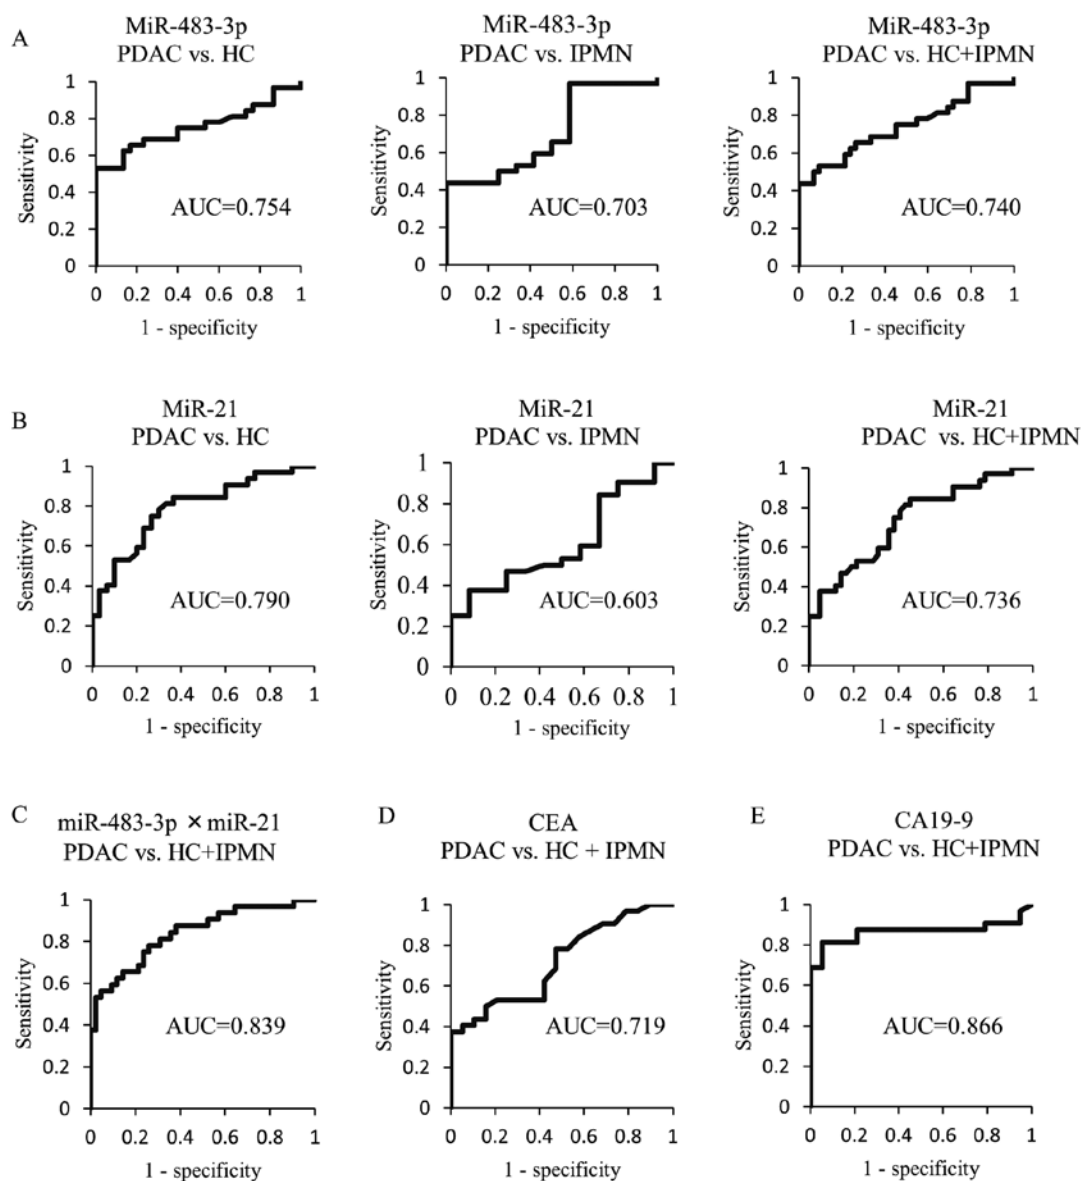 A
MiR-483-3p
PDAC vs. HC
1
0.8
0.6
0.4
0.2
0
Sensitivity
AUC=0.754
0 0.2 0.4 0.6 0.8 1
1 - specificity
MiR-483-3p
PDAC vs. IPMN
1
0.8
0.6
0.4
0.2
0
Sensitivity
AUC=0.703
0 0.2 0.4 0.6 0.8 1
1 - specificity
MiR-483-3p
PDAC vs. HC+IPMN
1
0.8
0.6
0.4
0.2
0
Sensitivity
AUC=0.740
0 0.2 0.4 0.6 0.8 1
1 - specificity
B
MiR-21
PDAC vs. HC
1
0.8
0.6
0.4
0.2
0
Sensitivity
AUC=0.790
0 0.2 0.4 0.6 0.8 1
1 - specificity
MiR-21
PDAC vs. IPMN
1
0.8
0.6
0.4
0.2
0
Sensitivity
AUC=0.603
0 0.2 0.4 0.6 0.8 1
1 - specificity
MiR-21
PDAC vs. HC+IPMN
1
0.8
0.6
0.4
0.2
0
Sensitivity
AUC=0.736
0 0.2 0.4 0.6 0.8 1
1 - specificity
C
miR-483-3p × miR-21
PDAC vs. HC+IPMN
1
0.8
0.6
0.4
0.2
0
Sensitivity
AUC=0.839
0 0.2 0.4 0.6 0.8 1
1 - specificity
D
CEA
PDAC vs. HC + IPMN
1
0.8
0.6
0.4
0.2
0
Sensitivity
AUC=0.719
0 0.2 0.4 0.6 0.8 1
1 - specificity
E
CA19-9
PDAC vs. HC+IPMN
1
0.8
0.6
0.4
0.2
0
Sensitivity
AUC=0.866
0 0.2 0.4 0.6 0.8 1
1 - specificity